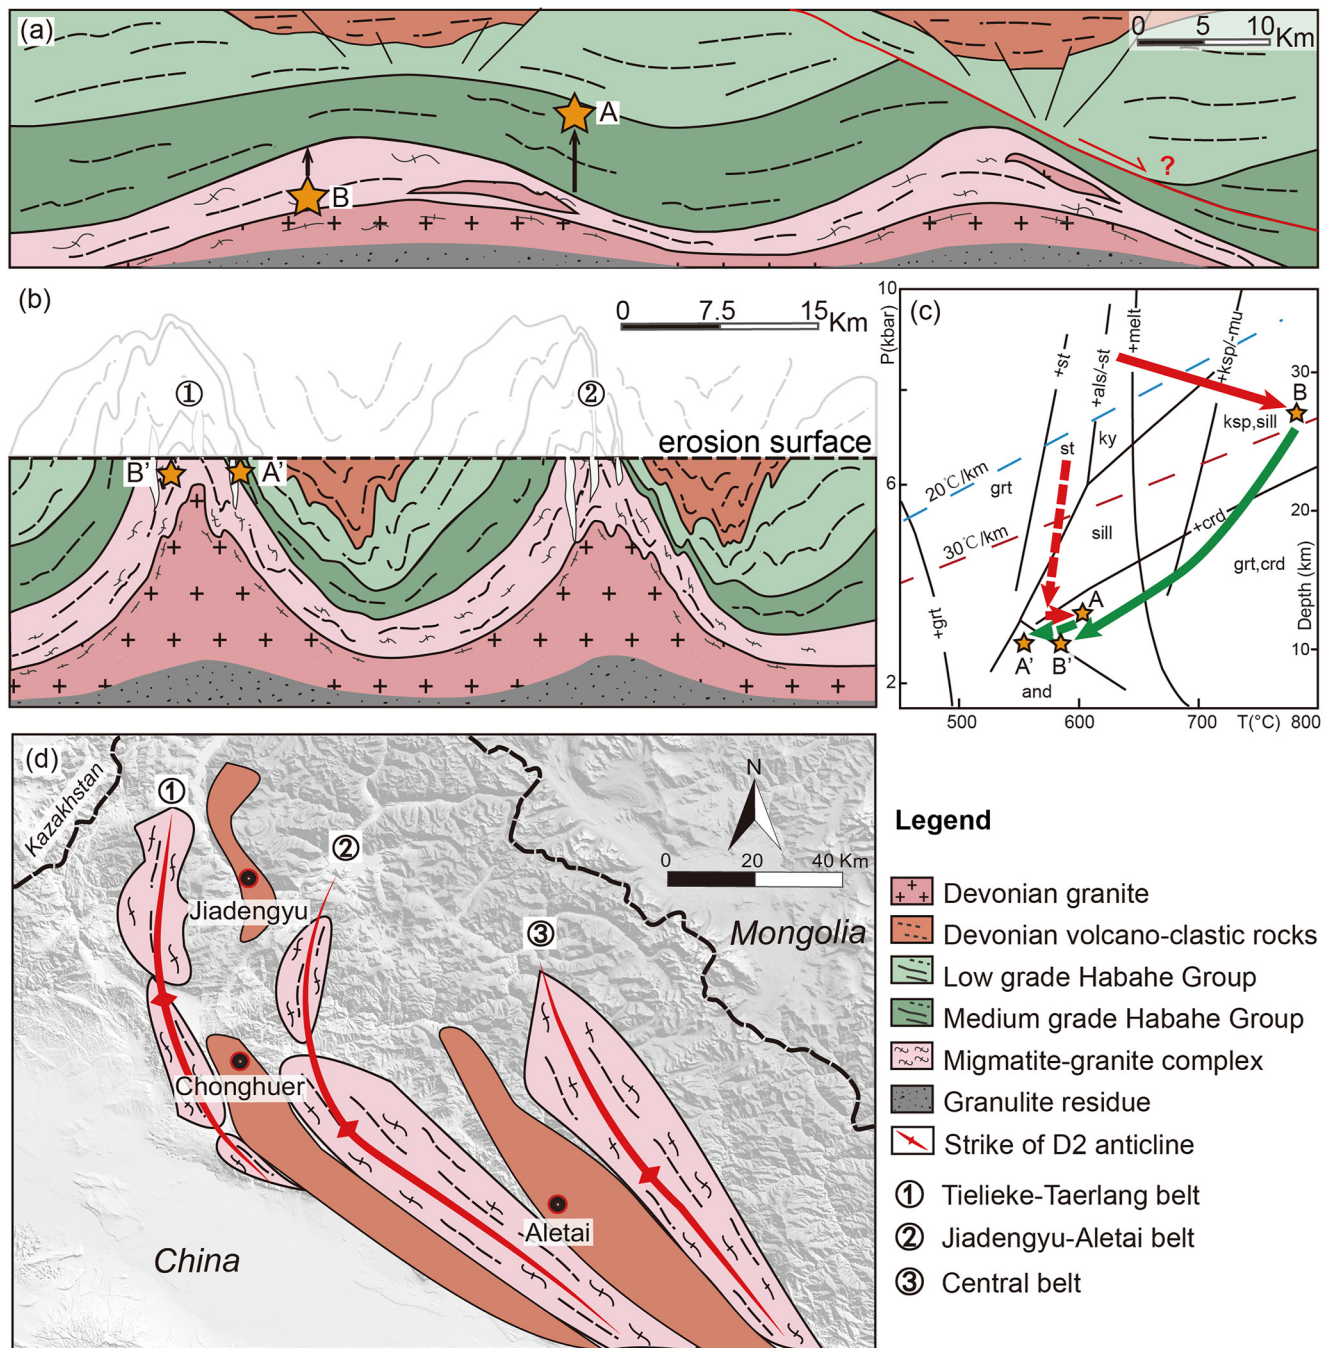 (a)
0 5 10 Km
A
B
?
(b)
0 7.5 15 Km
①
②
erosion surface
B’
A’
(c)
10
P(kbar)
6
2
500
600
700
T(°C)
800
30
20
10
Depth (km)
+st
+als/-st
+melt
+ksp/-mu
B
ksp,sill
st
ky
20℃/km
grt
30℃/km
sill
+crd
grt,crd
+grt
A
A’
B’
and
(d)
Kazakhstan
①
②
③
N
0 20 40 Km
Jiadengyu
Mongolia
Chonghuer
Aletai
China
Legend
Devonian granite
Devonian volcano-clastic rocks
Low grade Habahe Group
Medium grade Habahe Group
Migmatite-granite complex
Granulite residue
Strike of D2 anticline
① Tielieke-Taerlang belt
② Jiadengyu-Aletai belt
③ Central belt